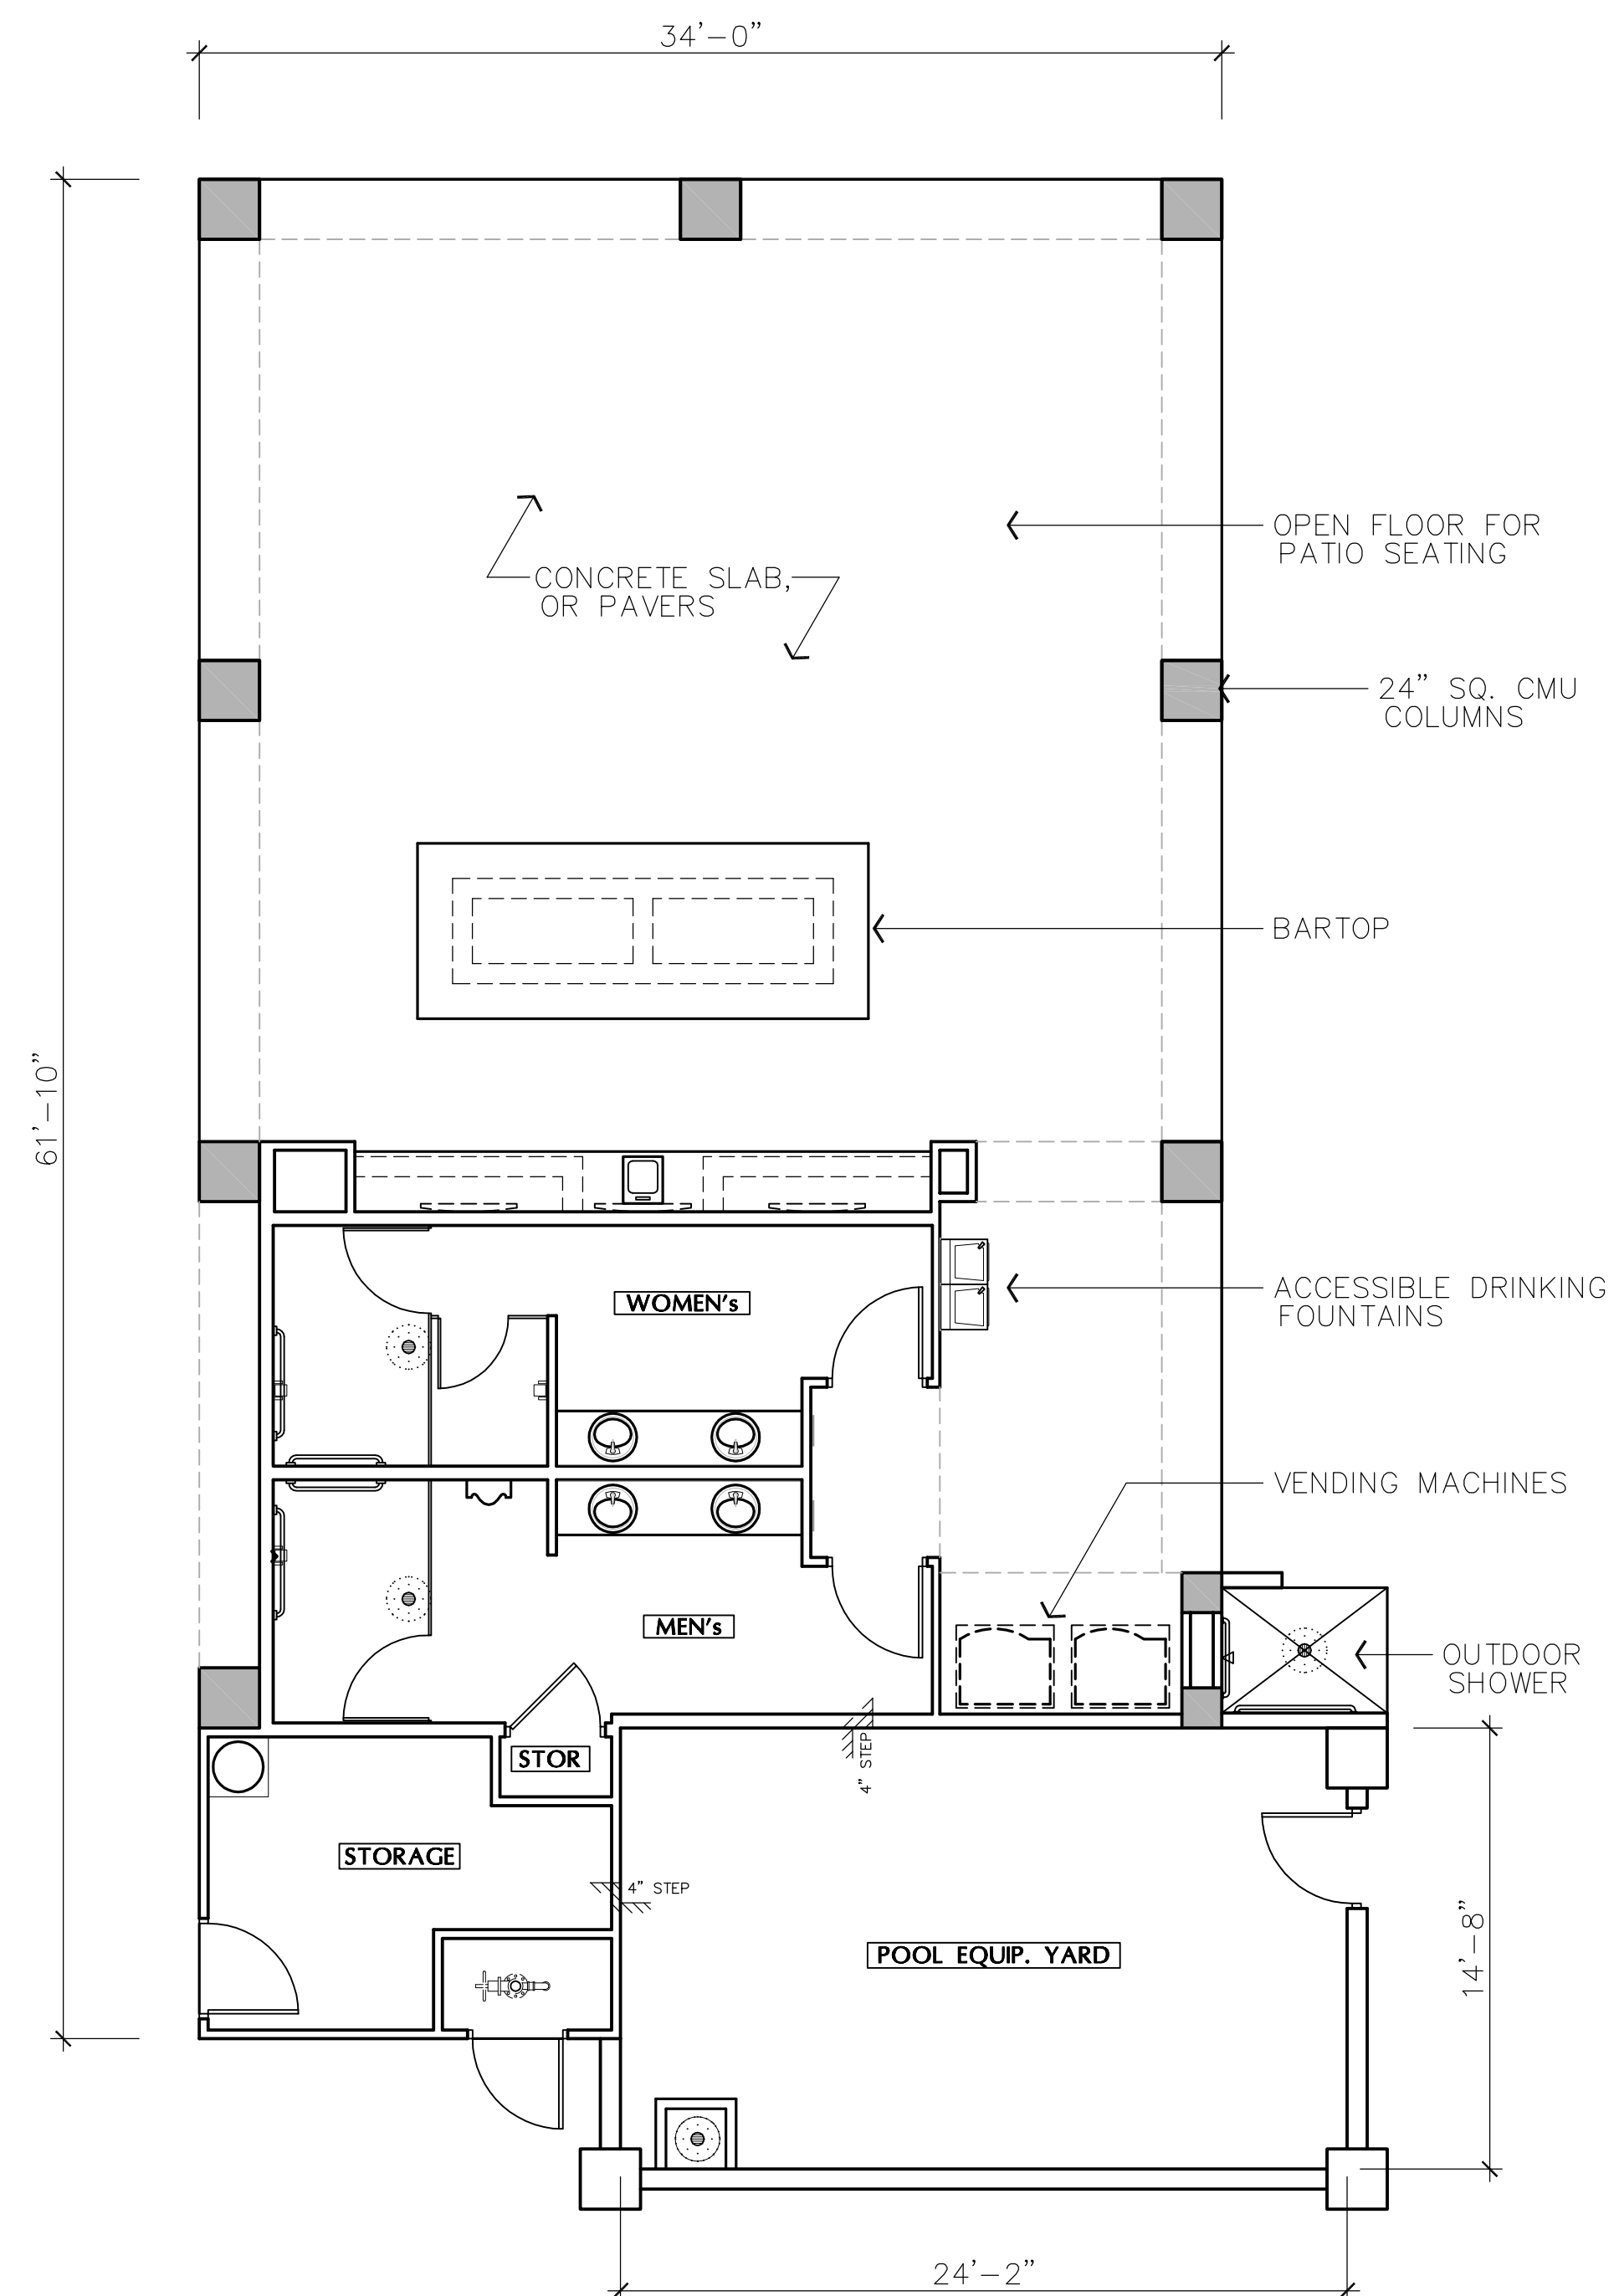 34'-0"
OPEN FLOOR FOR
PATIO SEATING
CONCRETE SLAB,
OR PAVERS
24" SQ. CMU
COLUMNS
BARTOP
61'-10"
WOMEN's
ACCESSIBLE DRINKING
FOUNTAINS
VENDING MACHINES
MEN's
OUTDOOR
SHOWER
STOR
4" STEP
STORAGE
4" STEP
POOL EQUIP. YARD
14'-8"
24'-2"